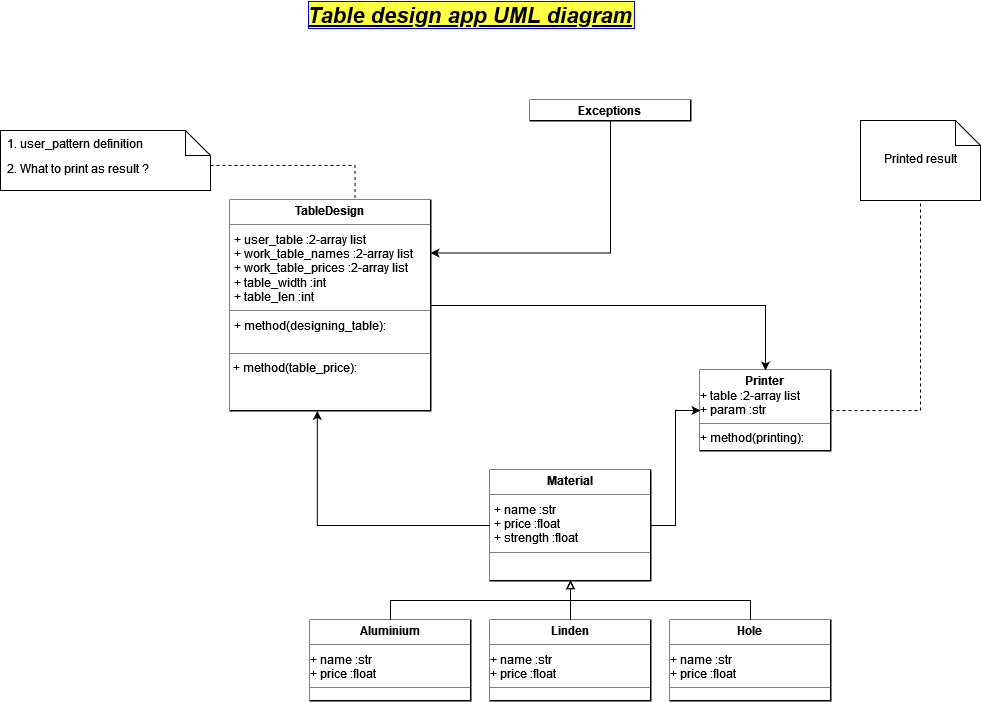 Table design app UML diagram
Exceptions
1. user_pattern definition
2. What to print as result ?
Printed result
TableDesign
+ user_table :2-array list
+ work_table_names :2-array list
+ work_table_prices :2-array list
+ table_width :int
+ table_len :int
+ method(designing_table):
+ method(table_price):
Printer
+ table :2-array list
+ param :str
+ method(printing):
Material
+ name :str
+ price :float
+ strength :float
Aluminium
+ name :str
+ price :float
Linden
+ name :str
+ price :float
Hole
+ name :str
+ price :float